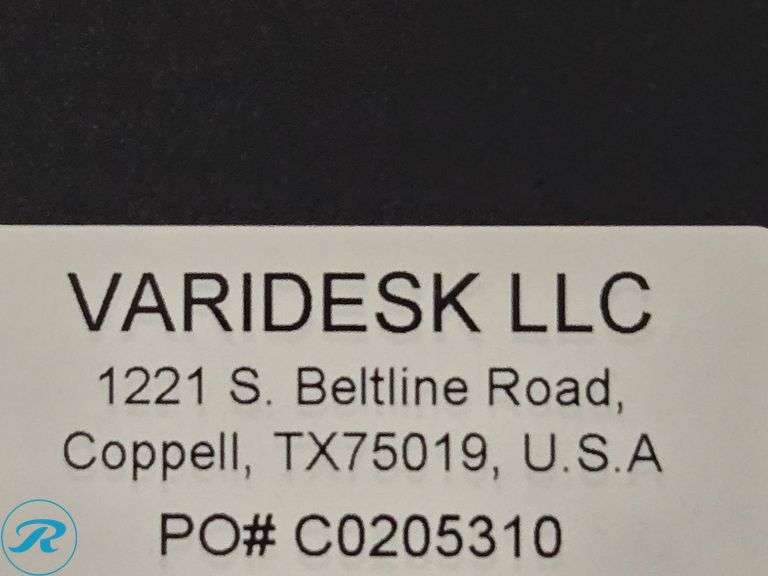 VARIDESK LLC
1221 S. Beltline Road,
Coppell, TX75019, U.S.A
PO# C0205310
R